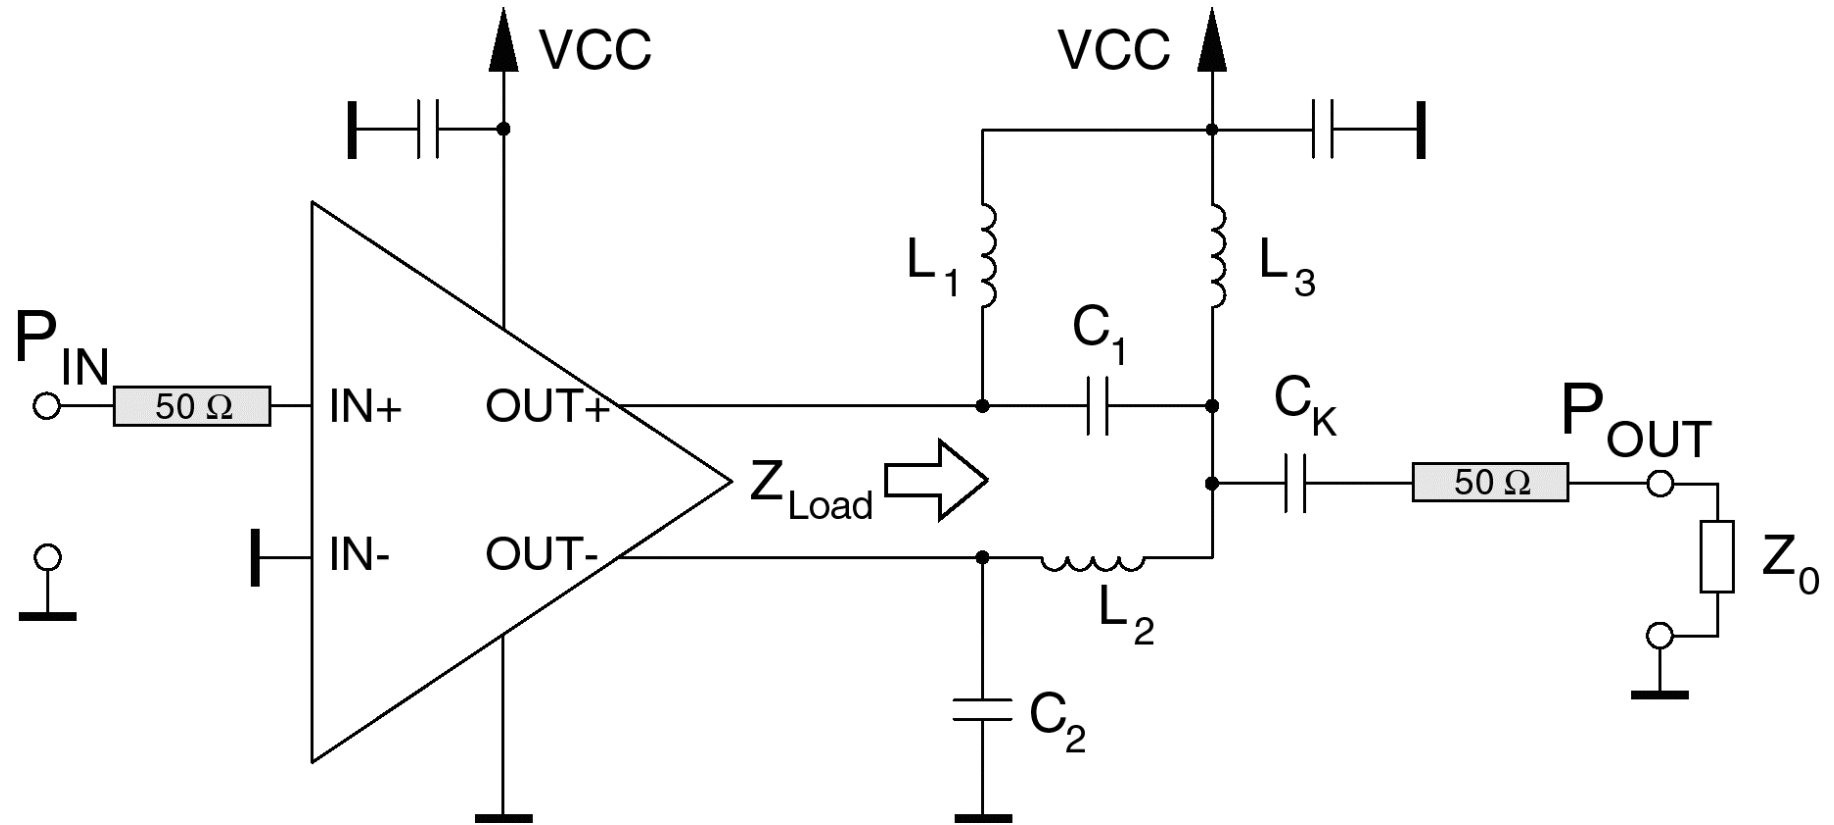 VCC
VCC
L1
L3
C1
PIN
50 Ω
IN+
OUT+
CK
POUT
ZLoad
50 Ω
IN-
OUT-
L2
Z0
C2